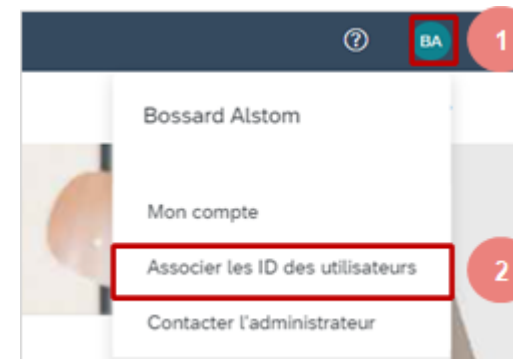 ? BA 1
Bossard Alstom
Mon compte
Associer les ID des utilisateurs
2
Contacter l'administrateur